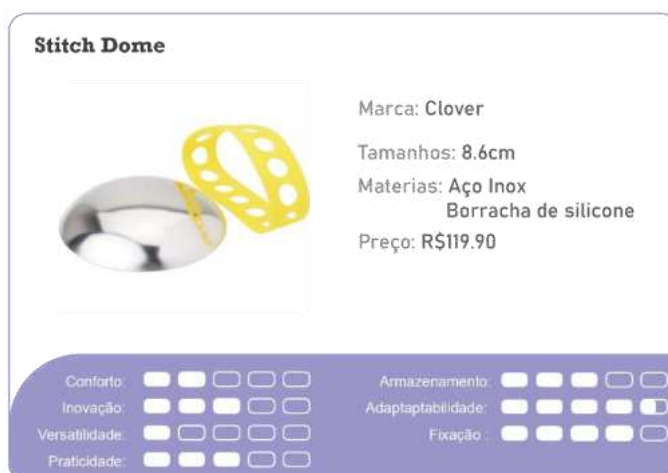 Stitch Dome
Marca: Clover
Tamanhos: 8.6cm
Materias: Aço Inox
Borracha de silicone
Preço: R$119.90
Conforto:
Inovação:
Versatilidade:
Praticidade:
Armazenamento:
Adaptaptabilidade:
Fixação :